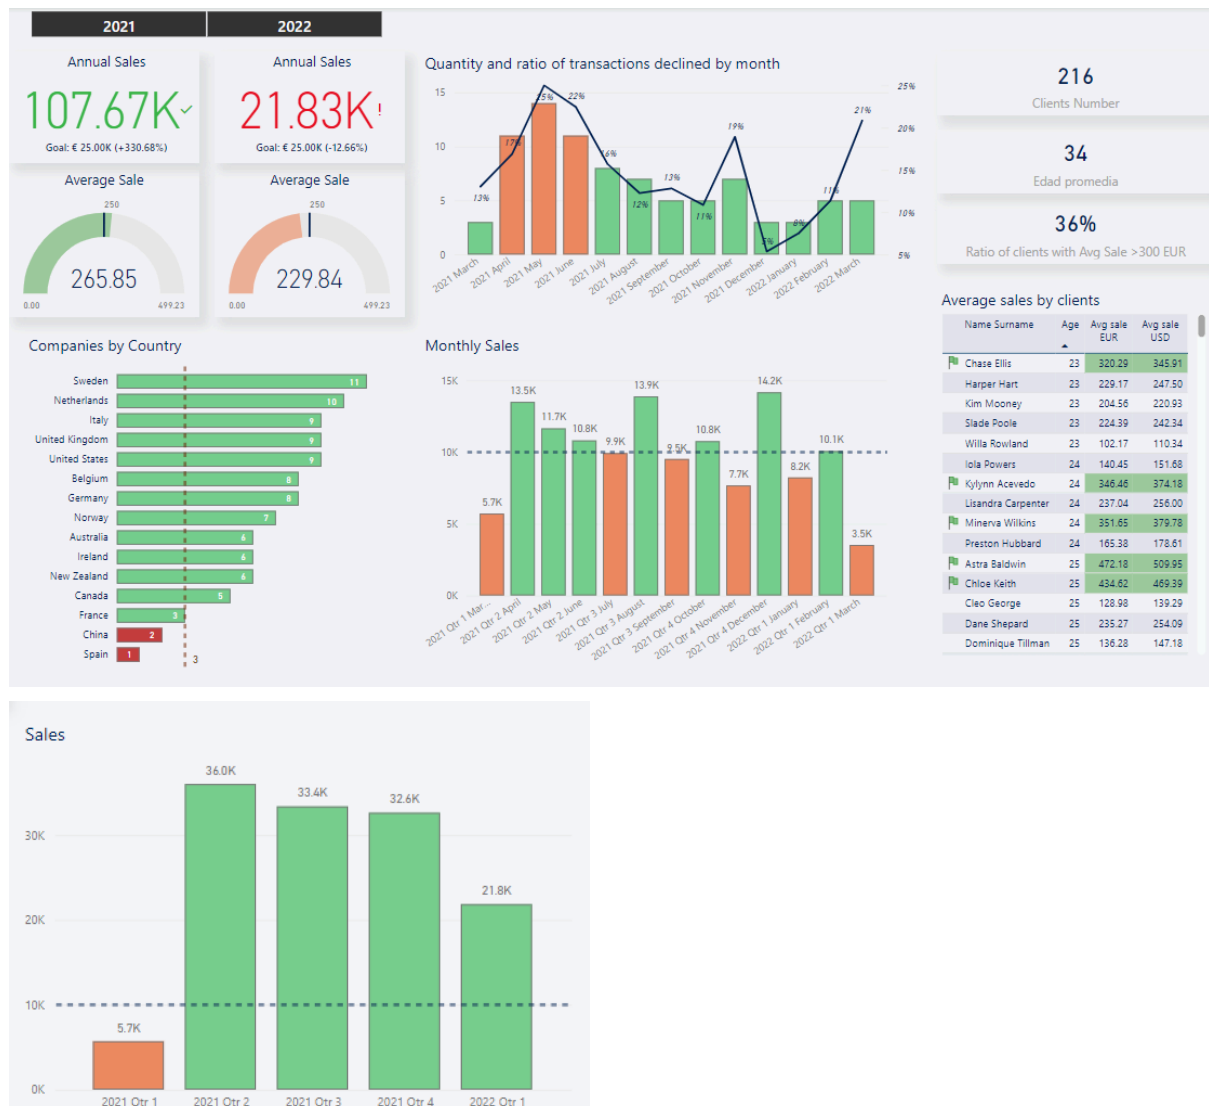 2021 2022
Annual Sales
107.67K
Goal: € 25.00K (+330.68%)
Annual Sales
21.83K!
Goal: € 25.00K (-12.66%)
Average Sale
250
265.85
0.00 499.23
Average Sale
250
229.84
0.00 499.23
Quantity and ratio of transactions declined by month
15
10
5
0
25%
20%
15%
10%
5%
13%
17%
25%
22%
16%
12%
13%
11%
19%
5%
8%
11%
21%
2021 March
2021 April
2021 May
2021 June
2021 July
2021 August
2021 September
2021 October
2021 November
2021 December
2022 January
2022 February
2022 March
216
Clients Number
34
Edad promedia
36%
Ratio of clients with Avg Sale >300 EUR
Companies by Country
Sweden 11
Netherlands 10
Italy 9
United Kingdom 9
United States 9
Belgium 8
Germany 8
Norway 7
Australia 6
Ireland 6
New Zealand 6
Canada 5
France 3
China 2
Spain 1
3
Monthly Sales
15K
10K
5K
0K
5.7K
13.5K
11.7K
10.8K
9.9K
13.9K
9.5K
10.8K
7.7K
14.2K
8.2K
10.1K
3.5K
2021 Qtr 1 Mar...
2021 Qtr 2 April
2021 Qtr 2 May
2021 Qtr 2 June
2021 Qtr 3 July
2021 Qtr 3 August
2021 Qtr 3 September
2021 Qtr 4 October
2021 Qtr 4 November
2021 Qtr 4 December
2022 Qtr 1 January
2022 Qtr 1 February
2022 Qtr 1 March
Average sales by clients
Name Surname Age Avg sale EUR Avg sale USD
Chase Ellis 23 320.29 345.91
Harper Hart 23 229.17 247.50
Kim Mooney 23 204.56 220.93
Slade Poole 23 224.39 242.34
Willa Rowland 23 102.17 110.34
Iola Powers 24 140.45 151.68
Kylynn Acevedo 24 346.46 374.18
Lisandra Carpenter 24 237.04 256.00
Minerva Wilkins 24 351.65 379.78
Preston Hubbard 24 165.38 178.61
Astra Baldwin 25 472.18 509.95
Chloe Keith 25 434.62 469.39
Cleo George 25 128.98 139.29
Dane Shepard 25 235.27 254.09
Dominique Tillman 25 136.28 147.18
Sales
30K
20K
10K
0K
5.7K
36.0K
33.4K
32.6K
21.8K
2021 Qtr 1
2021 Qtr 2
2021 Qtr 3
2021 Qtr 4
2022 Qtr 1